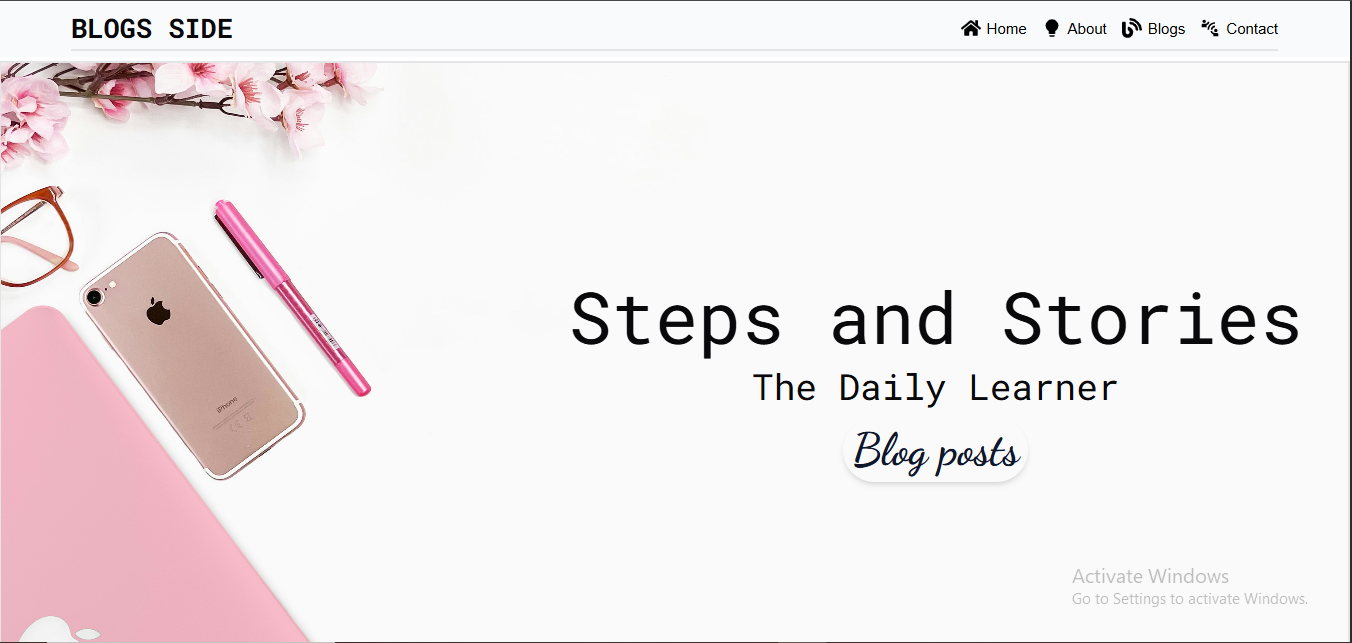 BLOGS SIDE
Home About Blogs Contact
Steps and Stories
The Daily Learner
Blog posts
iPhone
Activate Windows
Go to Settings to activate Windows.